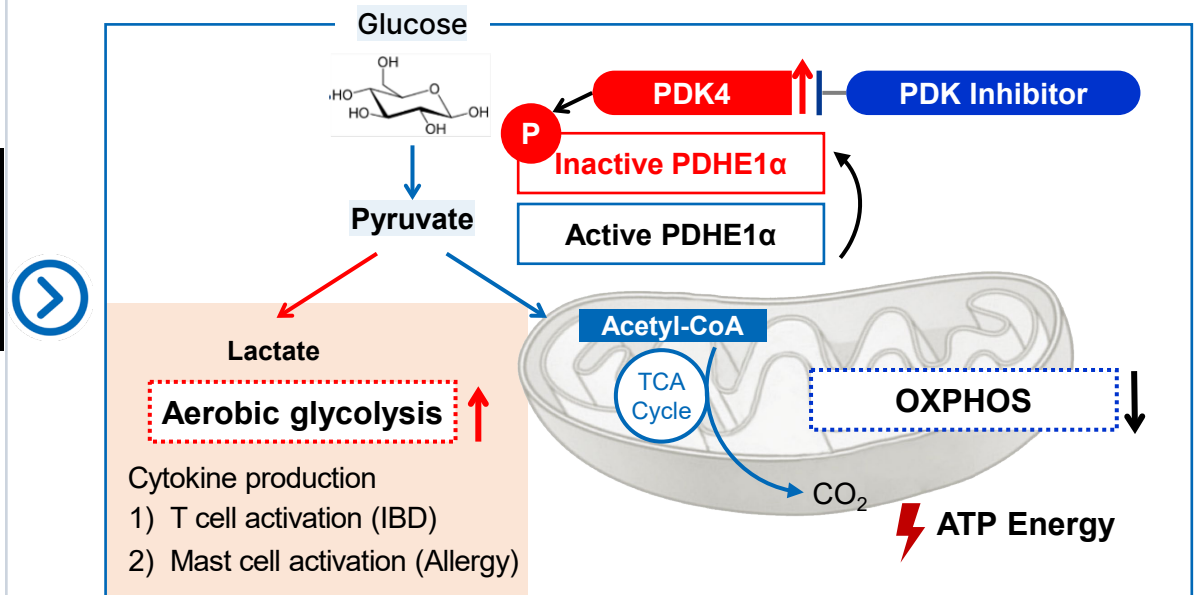 Glucose
OH
HO
O
HO
OH
OH
PDK4
PDK Inhibitor
P
Inactive PDHE1α
Active PDHE1α
Pyruvate
Lactate
Aerobic glycolysis
Cytokine production
1) T cell activation (IBD)
2) Mast cell activation (Allergy)
Acetyl-CoA
TCA
Cycle
OXPHOS
CO₂
ATP Energy